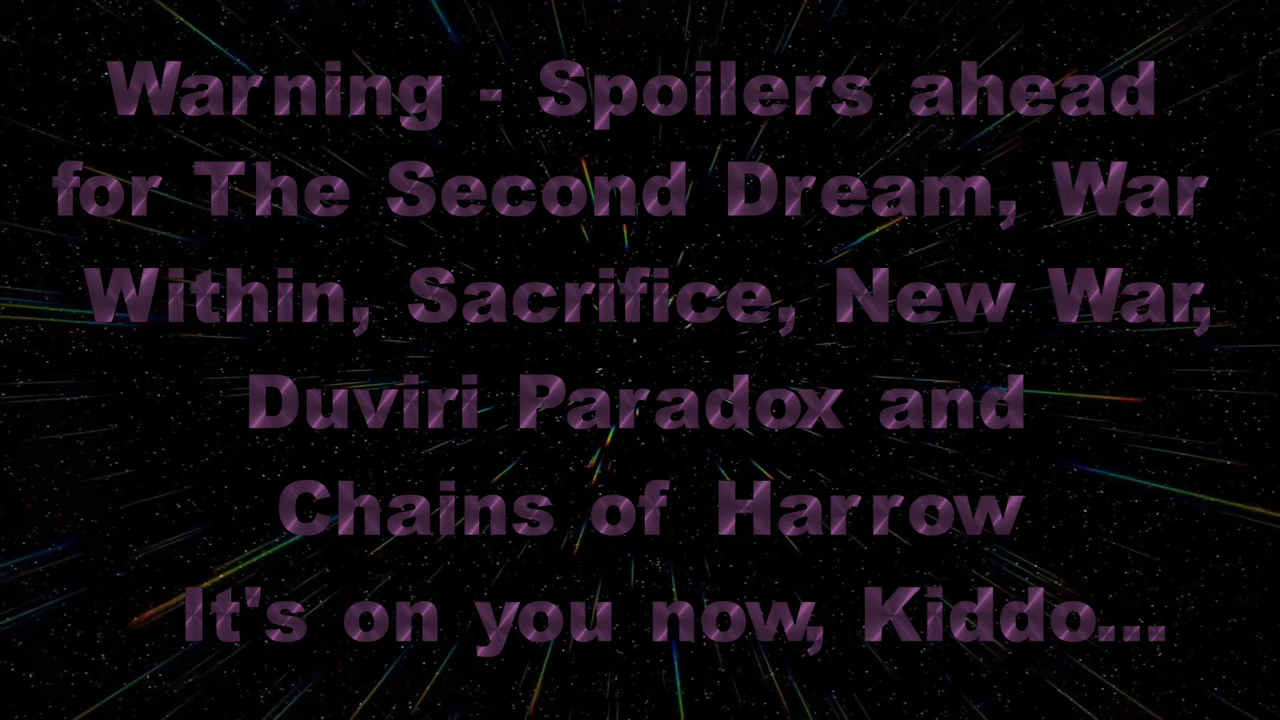 Warning - Spoilers ahead
for The Second Dream, War
Within, Sacrifice, New War,
Duviri Paradox and
Chains of Harrow
It's on you now, Kiddo...